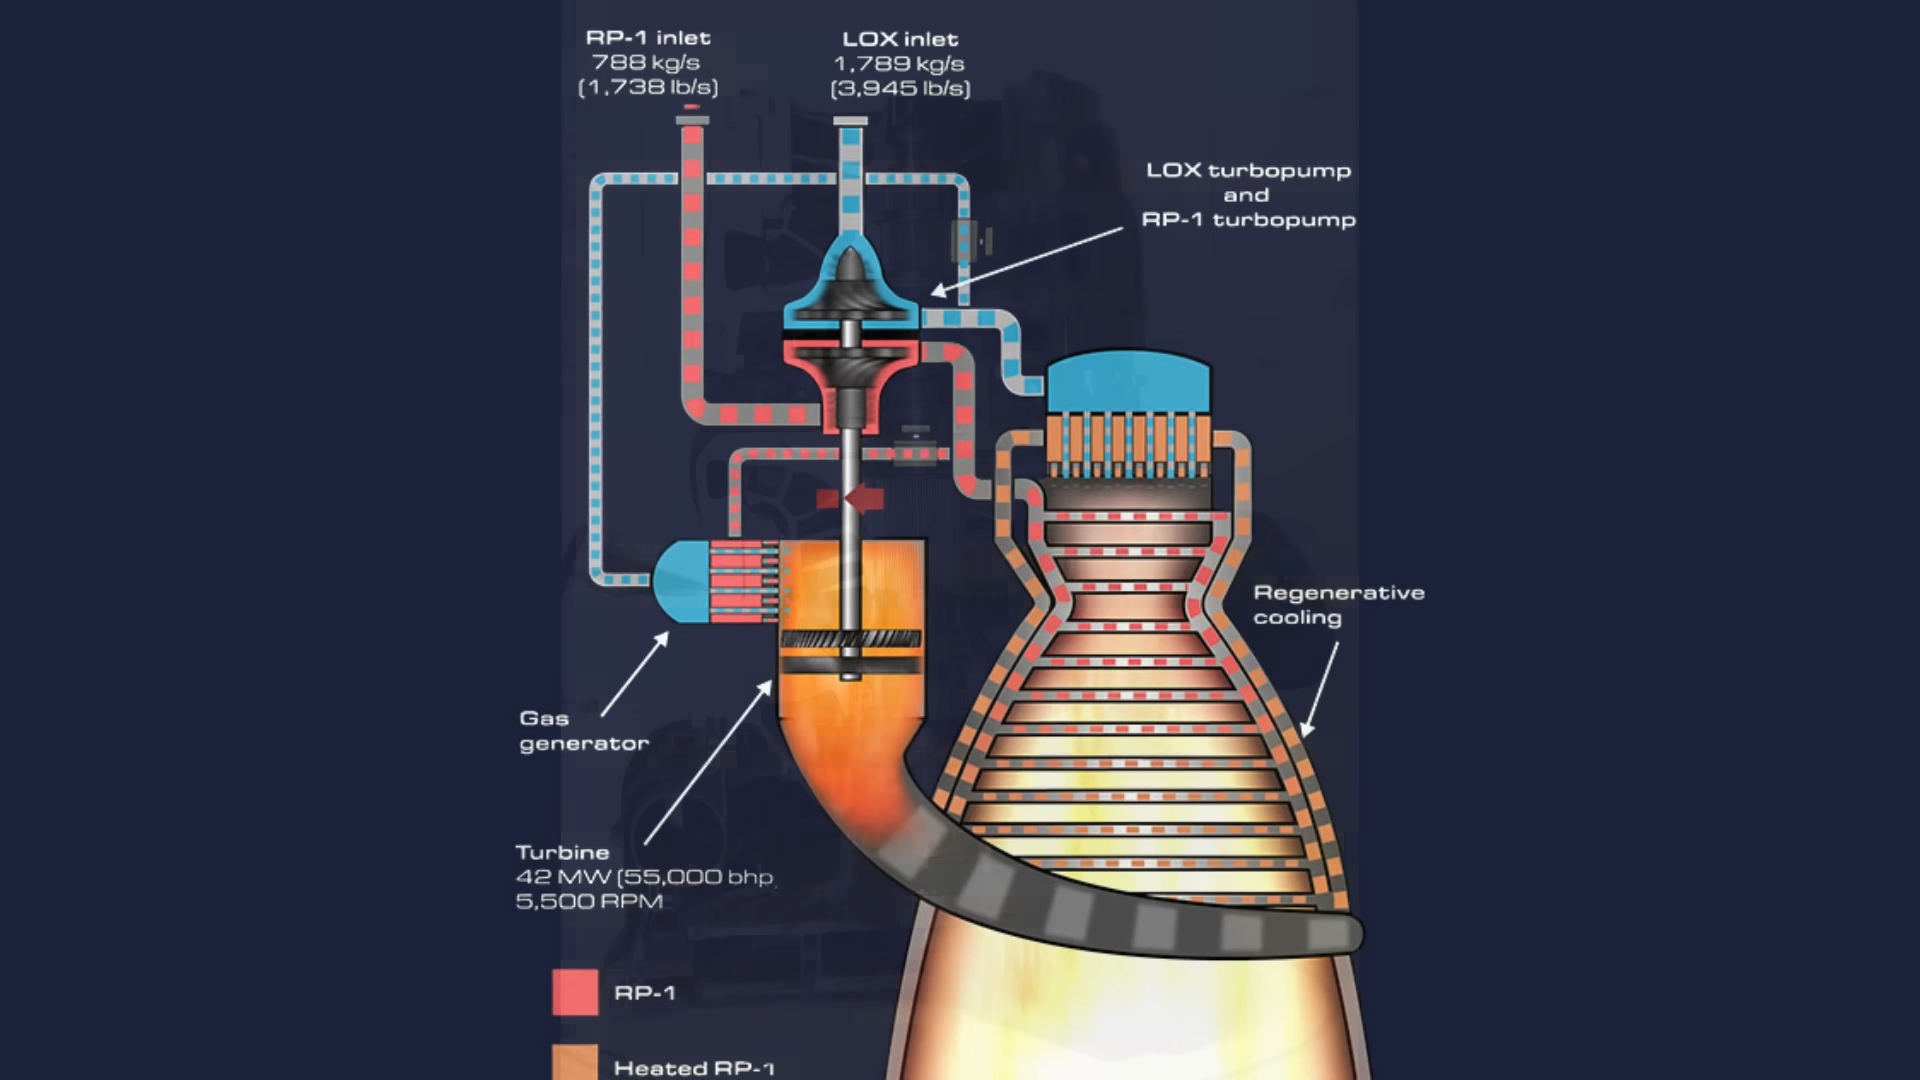 RP-1 inlet
788 kg/s
(1,738 lb/s)
LOX inlet
1,789 kg/s
(3,945 lb/s)
LOX turbopump
and
RP-1 turbopump
Regenerative
cooling
Gas
generator
Turbine
42 MW (55,000 bhp
5,500 RPM
RP-1
Heated RP-1